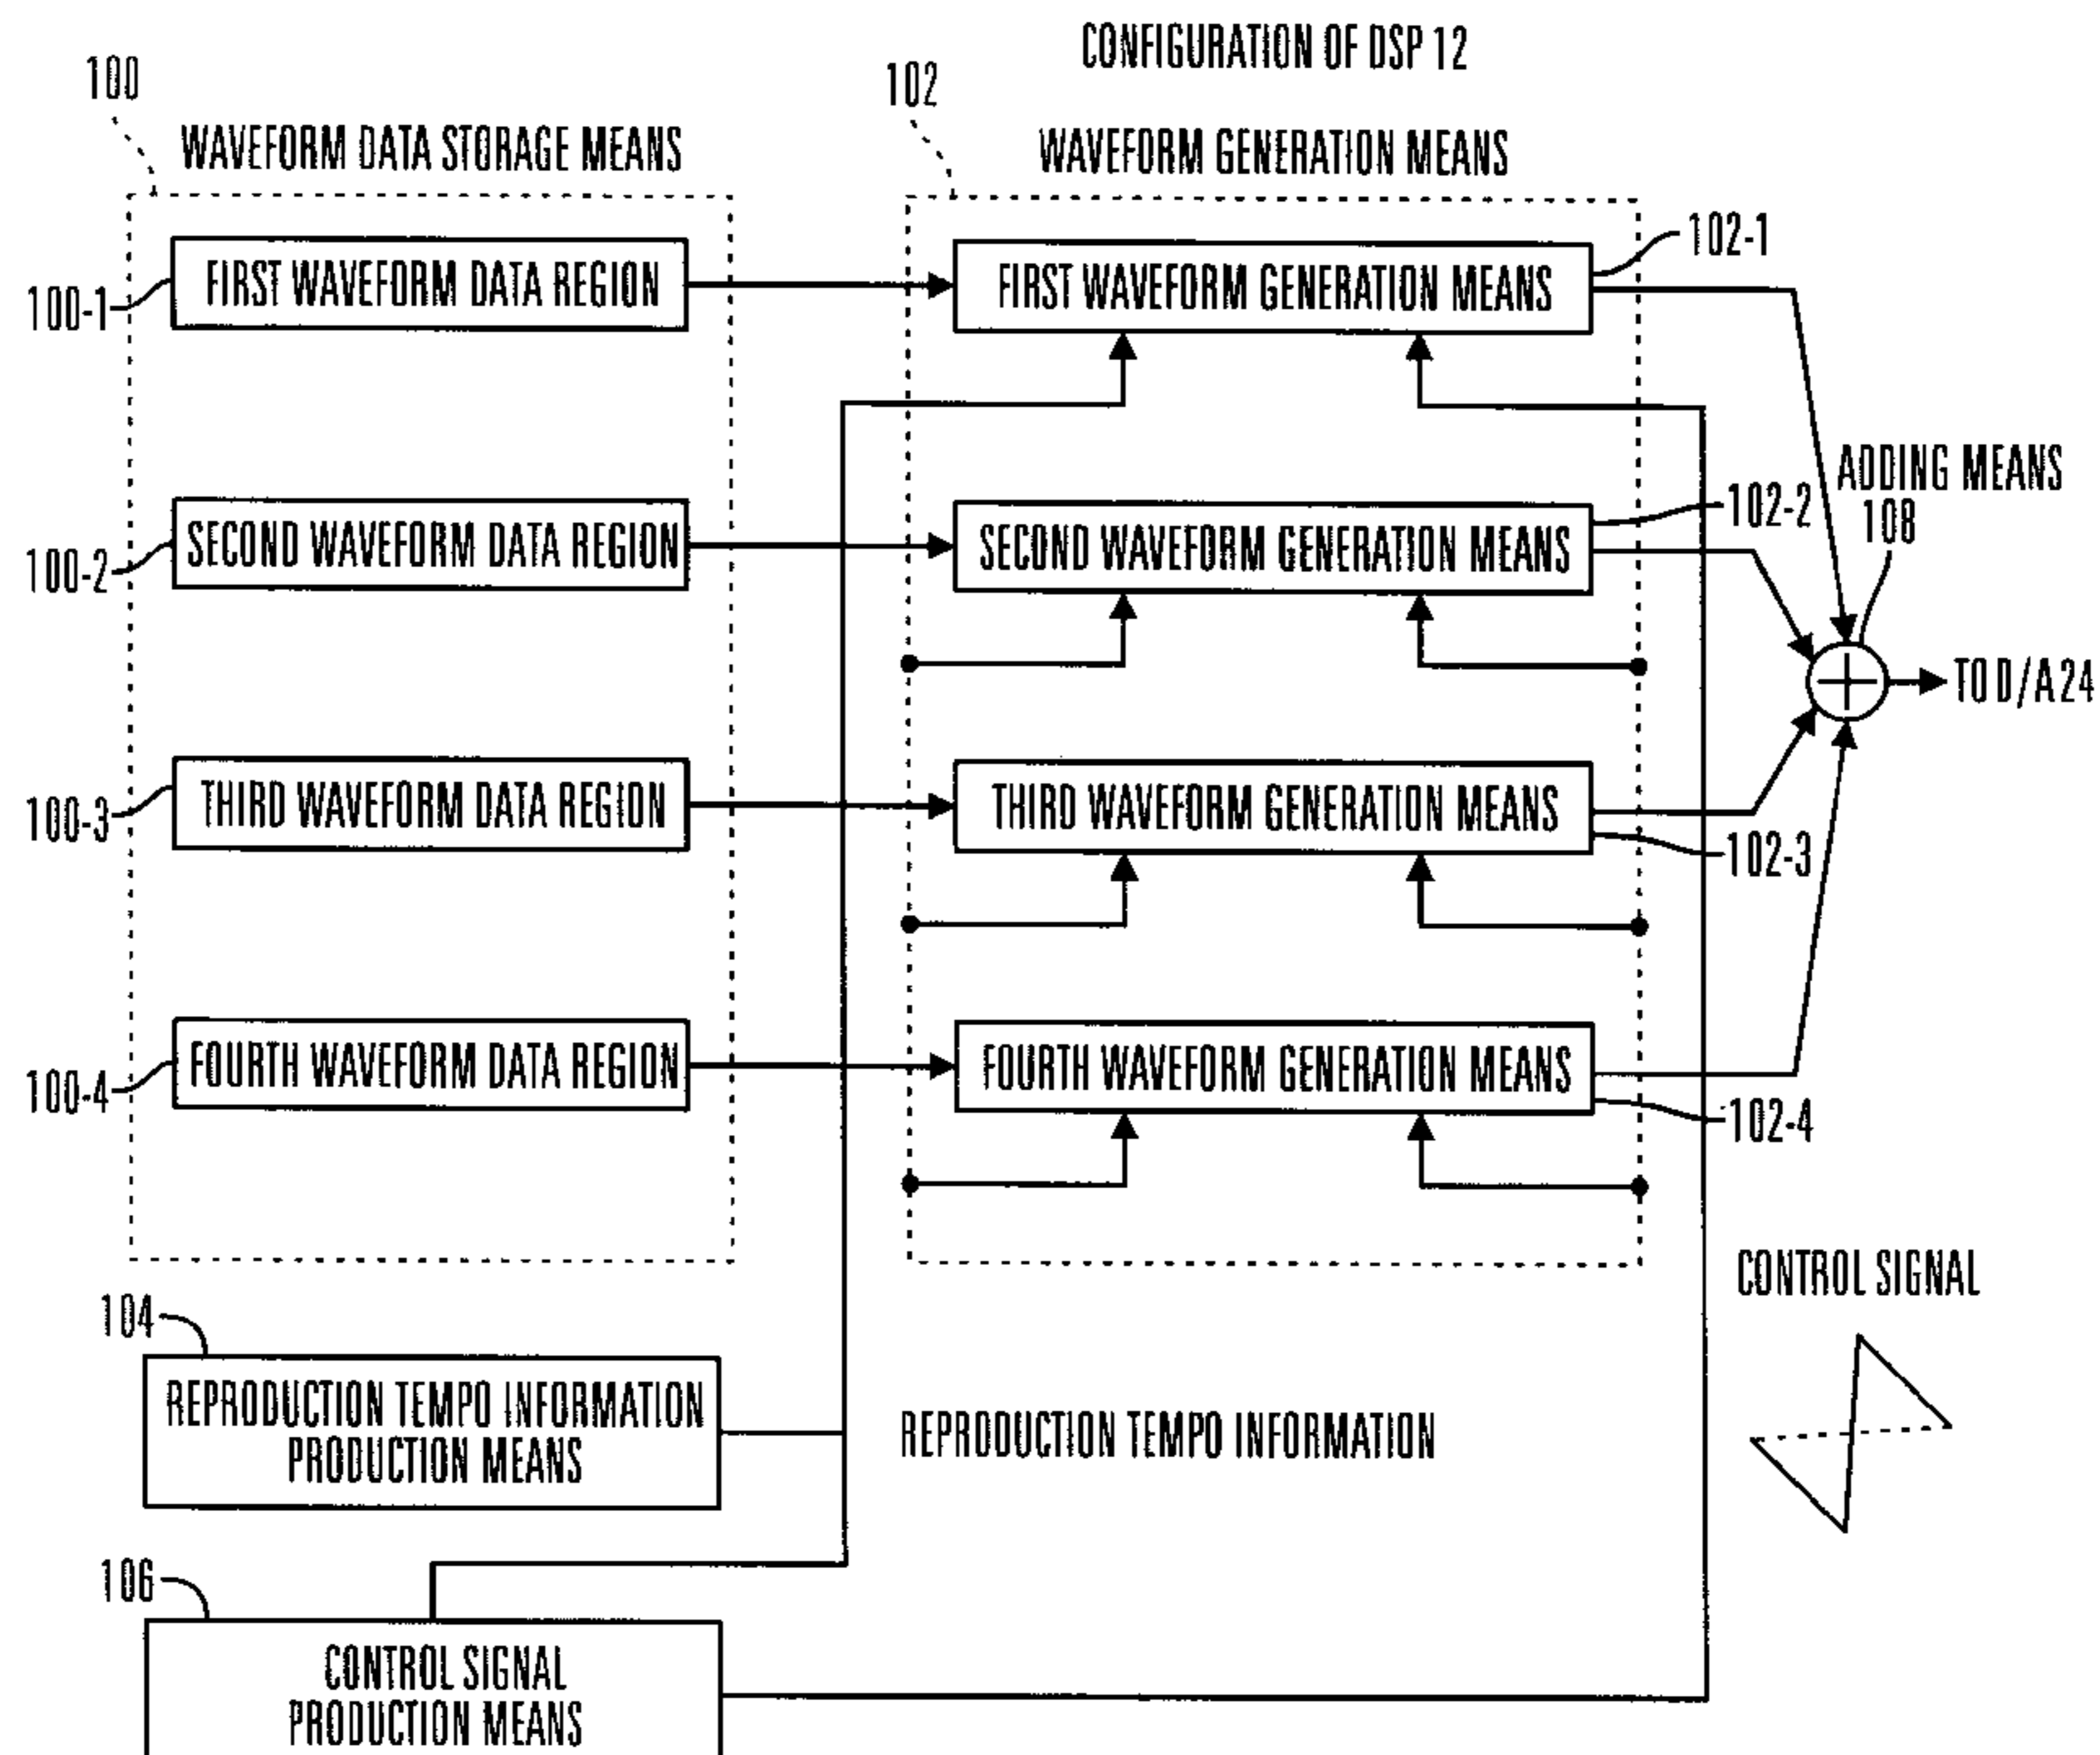 CONFIGURATION OF DSP 12
100
102
WAVEFORM DATA STORAGE MEANS
WAVEFORM GENERATION MEANS
FIRST WAVEFORM DATA REGION
100-1
FIRST WAVEFORM GENERATION MEANS
102-1
ADDING MEANS
108
SECOND WAVEFORM DATA REGION
100-2
SECOND WAVEFORM GENERATION MEANS
102-2
TO D/A 24
THIRD WAVEFORM DATA REGION
100-3
THIRD WAVEFORM GENERATION MEANS
102-3
FOURTH WAVEFORM DATA REGION
100-4
FOURTH WAVEFORM GENERATION MEANS
102-4
CONTROL SIGNAL
104
REPRODUCTION TEMPO INFORMATION
PRODUCTION MEANS
REPRODUCTION TEMPO INFORMATION
106
CONTROL SIGNAL
PRODUCTION MEANS